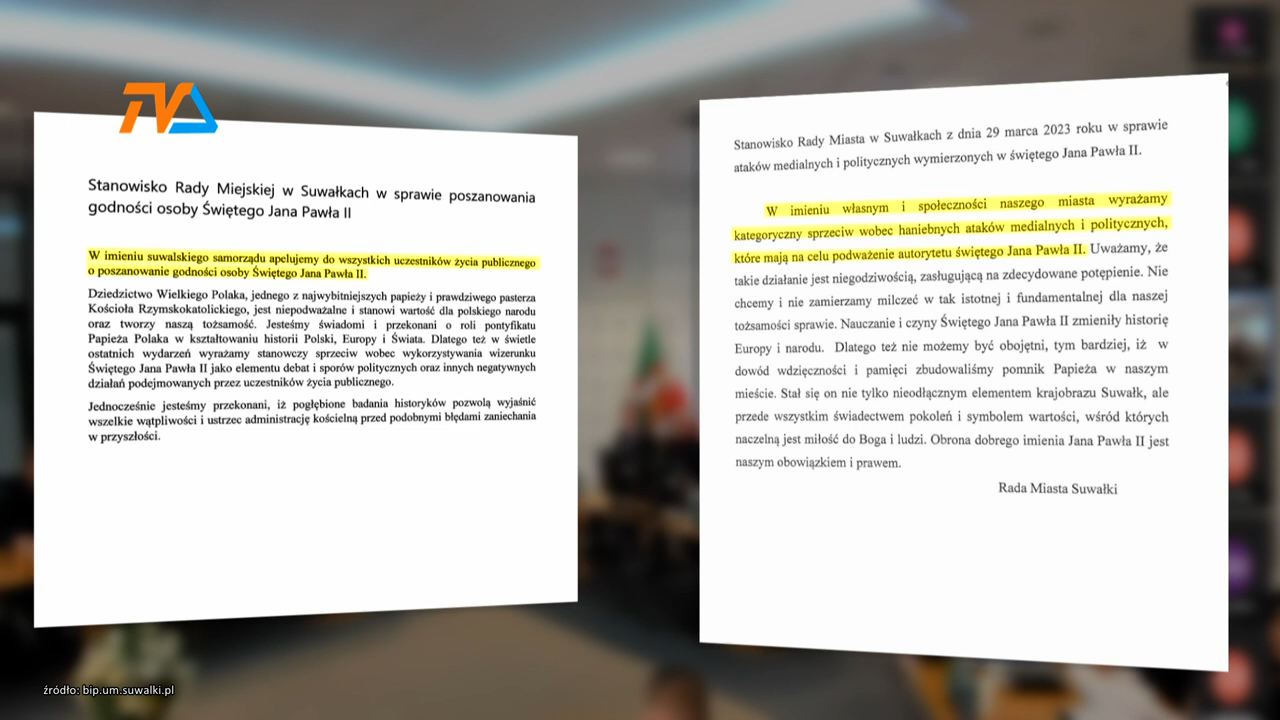 TVA
Stanowisko Rady Miejskiej w Suwałkach w sprawie poszanowania
godności osoby Świętego Jana Pawła II
W imieniu suwalskiego samorządu apelujemy do wszystkich uczestników życia publicznego
o poszanowanie godności osoby Świętego Jana Pawła II.
Dziedzictwo Wielkiego Polaka, jednego z najwybitniejszych papieży i prawdziwego pasterza
Kościoła Rzymskokatolickiego, jest niepodważalne i stanowi wartość dla polskiego narodu
oraz tworzy naszą tożsamość. Jesteśmy świadomi i przekonani o roli pontyfikatu
Papieża Polaka w kształtowaniu historii Polski, Europy i Świata. Dlatego też w świetle
ostatnich wydarzeń wyrażamy stanowczy sprzeciw wobec wykorzystywania wizerunku
Świętego Jana Pawła II jako elementu debat i sporów politycznych oraz innych negatywnych
działań podejmowanych przez uczestników życia publicznego.
Jednocześnie jesteśmy przekonani, iż pogłębione badania historyków pozwolą wyjaśnić
wszelkie wątpliwości i ustrzec administrację kościelną przed podobnymi błędami zaniechania
w przyszłości.
Stanowisko Rady Miasta w Suwałkach z dnia 29 marca 2023 roku w sprawie
ataków medialnych i politycznych wymierzonych w świętego Jana Pawła II.
W imieniu własnym i społeczności naszego miasta wyrażamy
kategoryczny sprzeciw wobec haniebnych ataków medialnych i politycznych,
które mają na celu podważenie autorytetu świętego Jana Pawła II. Uważamy, że
takie działanie jest niegodziwością, zasługującą na zdecydowane potępienie. Nie
chcemy i nie zamierzamy milczeć w tak istotnej i fundamentalnej dla naszej
tożsamości sprawie. Nauczanie i czyny Świętego Jana Pawła II zmieniły historię
Europy i narodu. Dlatego też nie możemy być obojętni, tym bardziej, iż w
dowód wdzięczności i pamięci zbudowaliśmy pomnik Papieża w naszym
mieście. Stał się on nie tylko nieodłącznym elementem krajobrazu Suwałk, ale
przede wszystkim świadectwem pokoleń i symbolem wartości, wśród których
naczelną jest miłość do Boga i ludzi. Obrona dobrego imienia Jana Pawła II jest
naszym obowiązkiem i prawem.
Rada Miasta Suwałki
źródło: bip.um.suwalki.pl